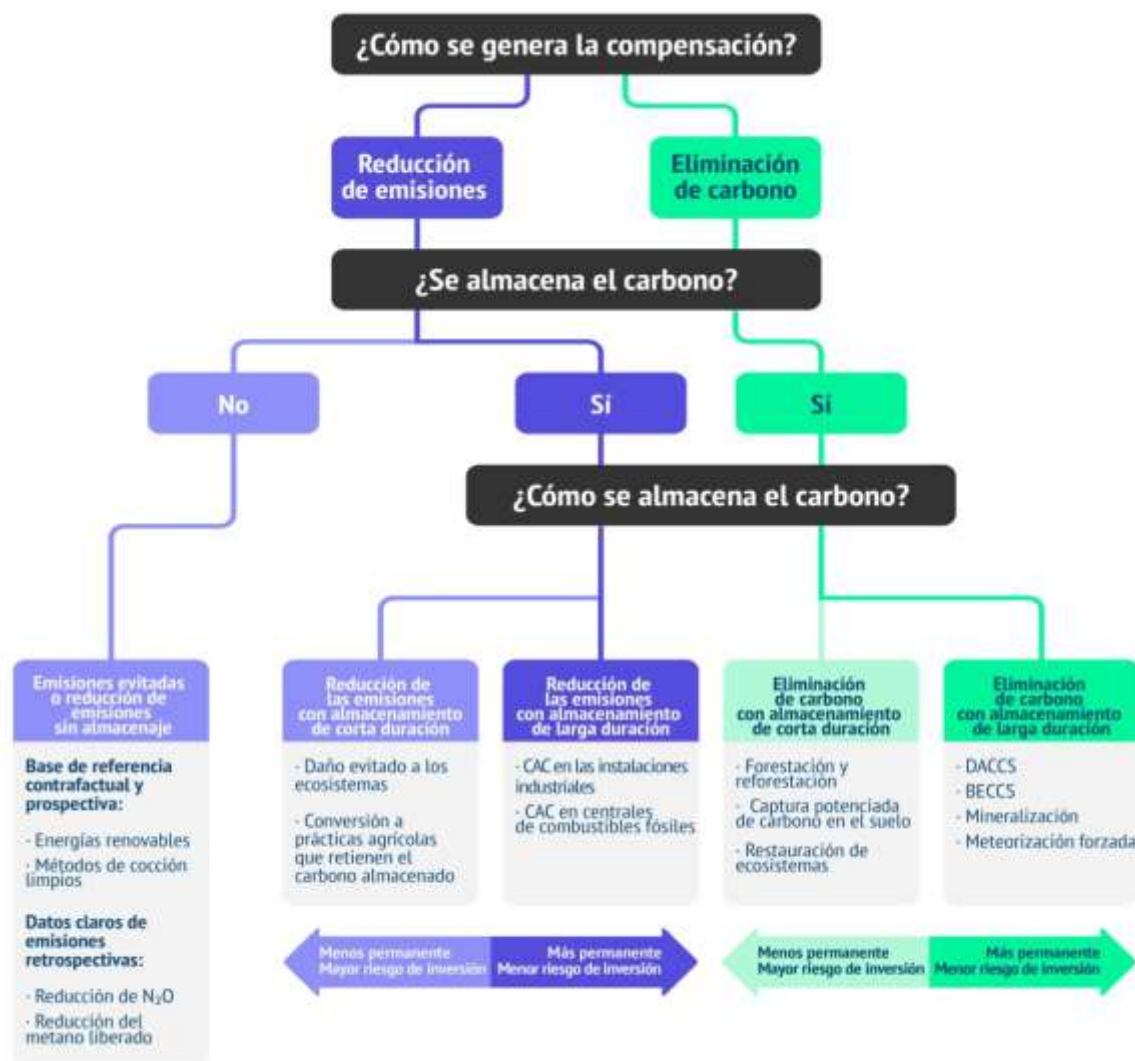 ¿Cómo se genera la compensación?
Reducción
de emisiones
Eliminación
de carbono
¿Se almacena el carbono?
No
Sí
Sí
¿Cómo se almacena el carbono?
Emisiones evitadas
o reducción de
emisiones
sin almacenaje
Base de referencia
contrafactual y
prospectiva:
· Energías renovables
· Métodos de cocción
limpios
Datos claros de
emisiones
retrospectivas:
· Reducción de N₂O
· Reducción del
metano liberado
Reducción de
las emisiones
con almacenamiento
de corta duración
· Daño evitado a los
ecosistemas
· Conversión a
prácticas agrícolas
que retienen el
carbono almacenado
Reducción de
las emisiones
con almacenamiento
de larga duración
· CAC en las instalaciones
industriales
· CAC en centrales
de combustibles fósiles
Eliminación
de carbono
con almacenamiento
de corta duración
· Forestación y
reforestación
· Captura potenciada
de carbono en el suelo
· Restauración de
ecosistemas
Eliminación
de carbono
con almacenamiento
de larga duración
· DACCS
· BECCS
· Mineralización
· Meteorización forzada
Menos permanente
Mayor riesgo de inversión
Más permanente
Menor riesgo de inversión
Menos permanente
Mayor riesgo de inversión
Más permanente
Menor riesgo de inversión